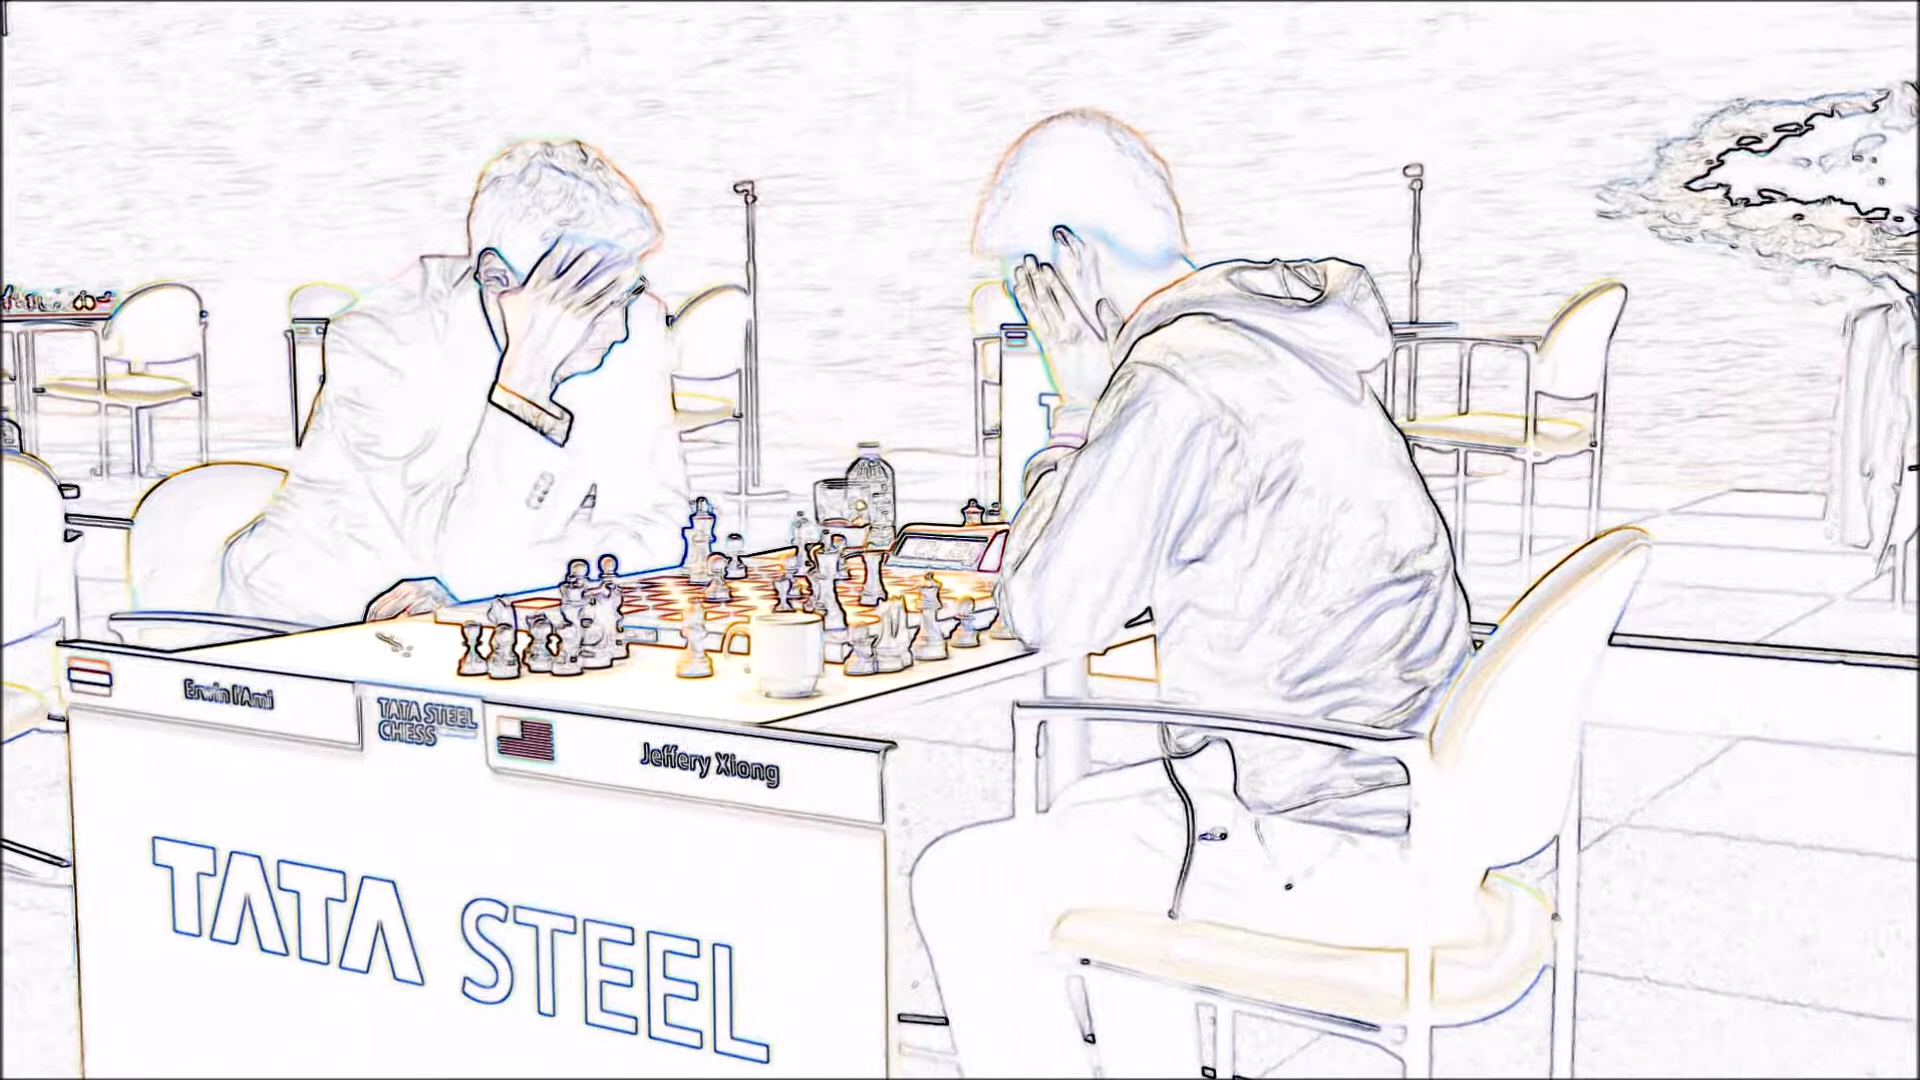 Erwin l'Ami
TATA STEEL
CHESS
Jeffery Xiong
TATA STEEL